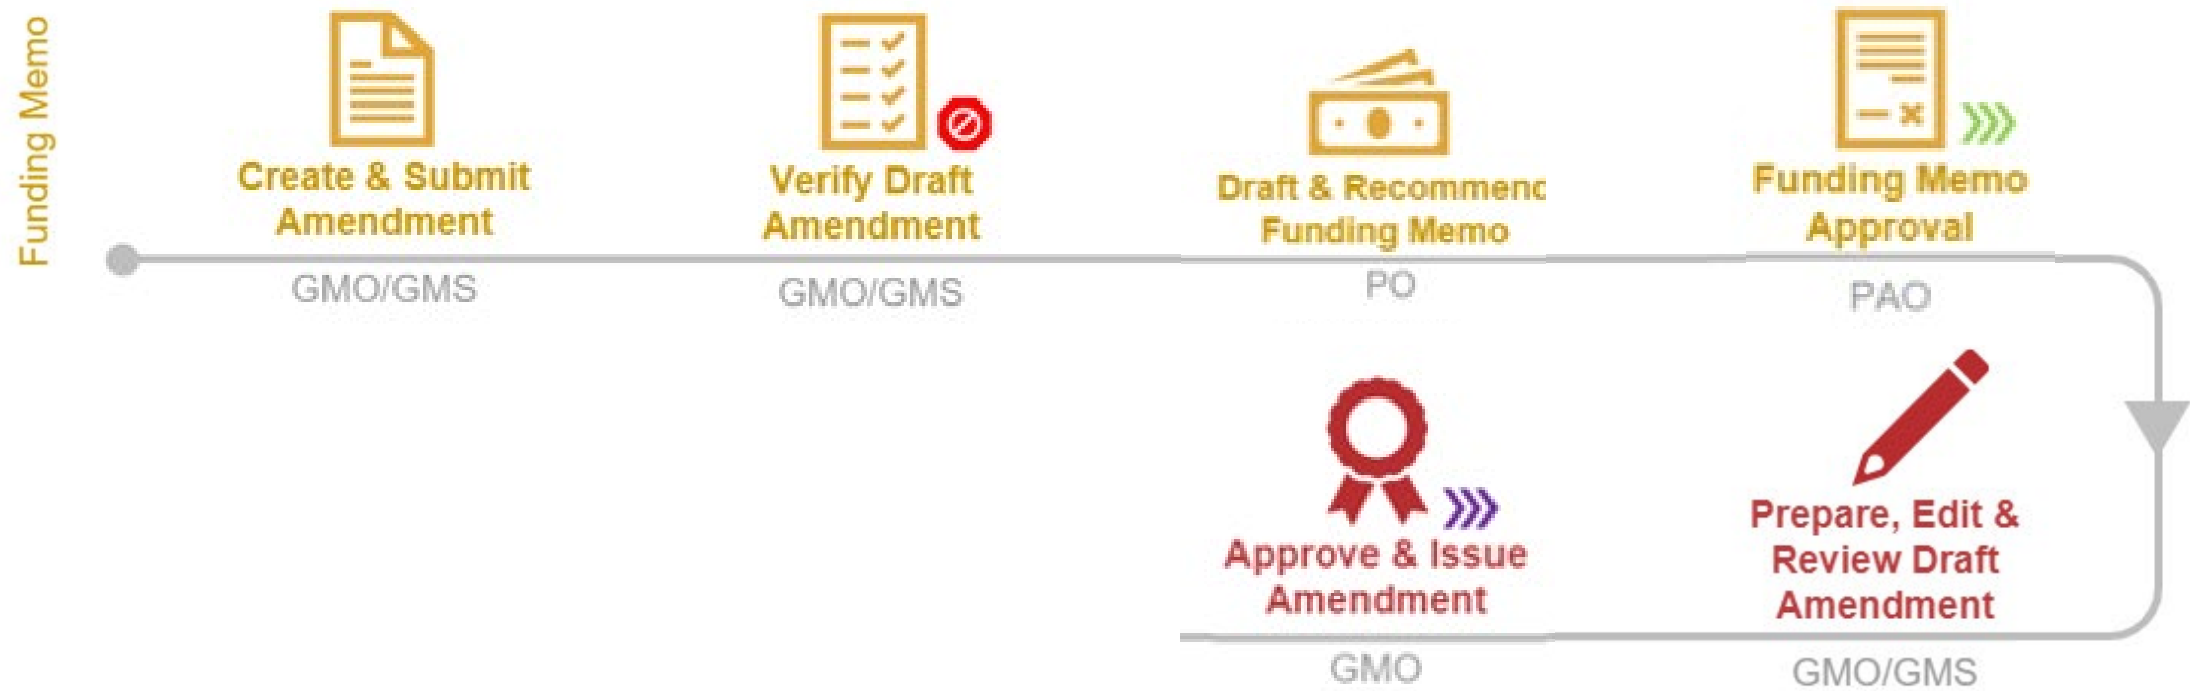 Funding Memo
Create & Submit
Amendment
GMO/GMS
Verify Draft
Amendment
GMO/GMS
Draft & Recommenc
Funding Memo
PO
Funding Memo
Approval
PAO
Prepare, Edit &
Review Draft
Amendment
GMO/GMS
Approve & Issue
Amendment
GMO